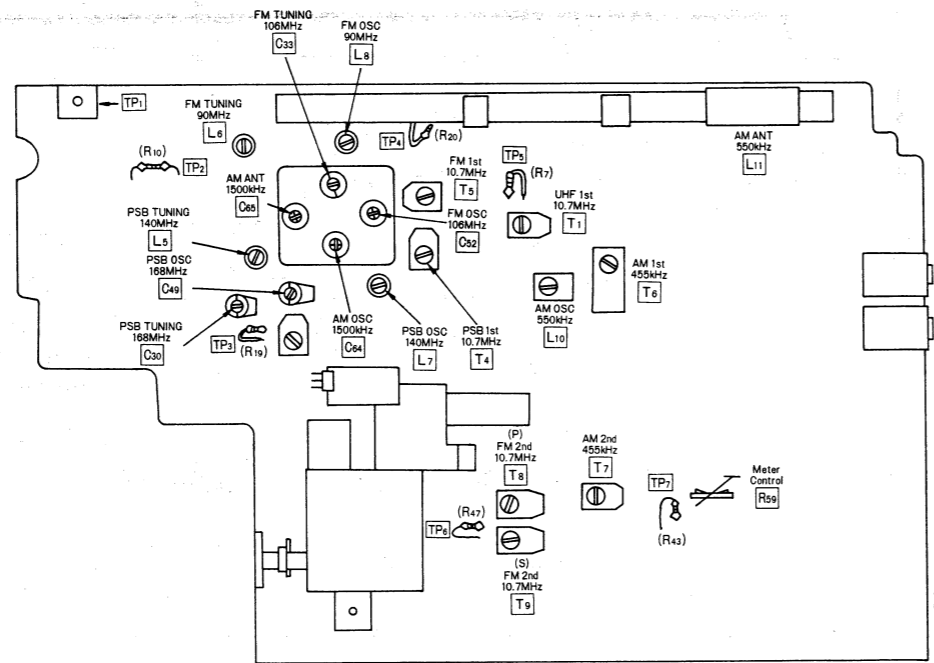 FM TUNING
106MHz
C33
FM OSC
90MHz
L8
TP1
FM TUNING
90MHz
L6
TP4
(R20)
AM ANT
550kHz
L11
(R10)
TP2
AM ANT
1500kHz
C65
FM 1st
10.7MHz
T5
TP5
(R7)
UHF 1st
10.7MHz
T1
PSB TUNING
140MHz
L5
FM OSC
106MHz
C52
PSB OSC
168MHz
C49
AM 1st
455kHz
T6
PSB TUNING
168MHz
C30
TP3
(R19)
AM OSC
1500kHz
C64
PSB OSC
140MHz
L7
PSB 1st
10.7MHz
T4
AM OSC
550kHz
L10
(P)
FM 2nd
10.7MHz
T8
AM 2nd
455kHz
T7
TP7
(R43)
Meter
Control
R59
TP6
(R47)
(S)
FM 2nd
10.7MHz
T9